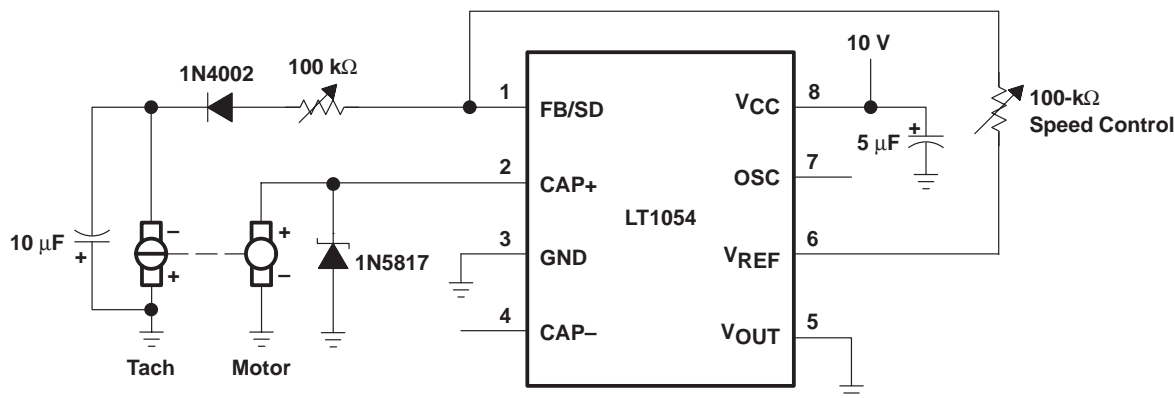 10 V
1N4002
100 kΩ
1
FB/SD
VCC
8
100-kΩ
Speed Control
5 μF
+
2
CAP+
OSC
7
LT1054
10 μF
+
–
+
+
–
1N5817
3
GND
VREF
6
4
CAP–
VOUT
5
Tach
Motor